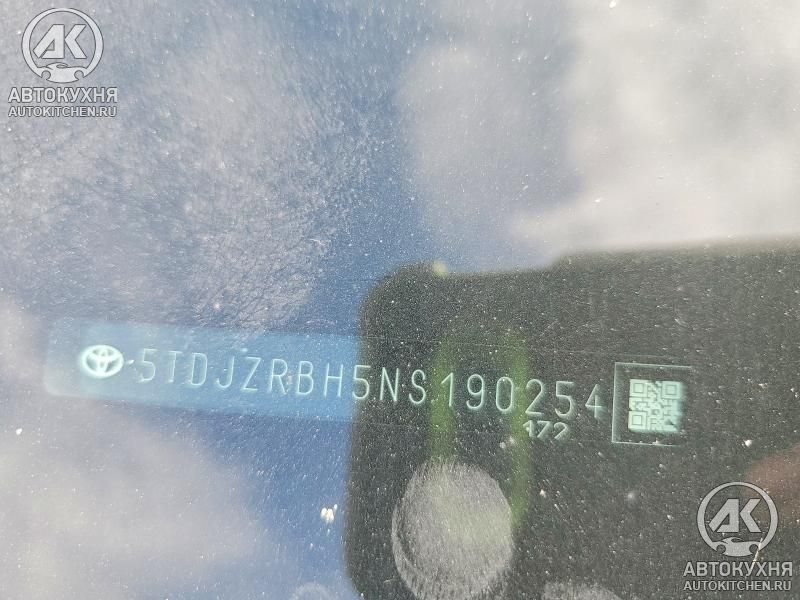 АК
АВТОКУХНЯ
AUTOKITCHEN.RU
5TDJZRBH5NS190254
172
АК
АВТОКУХНЯ
AUTOKITCHEN.RU